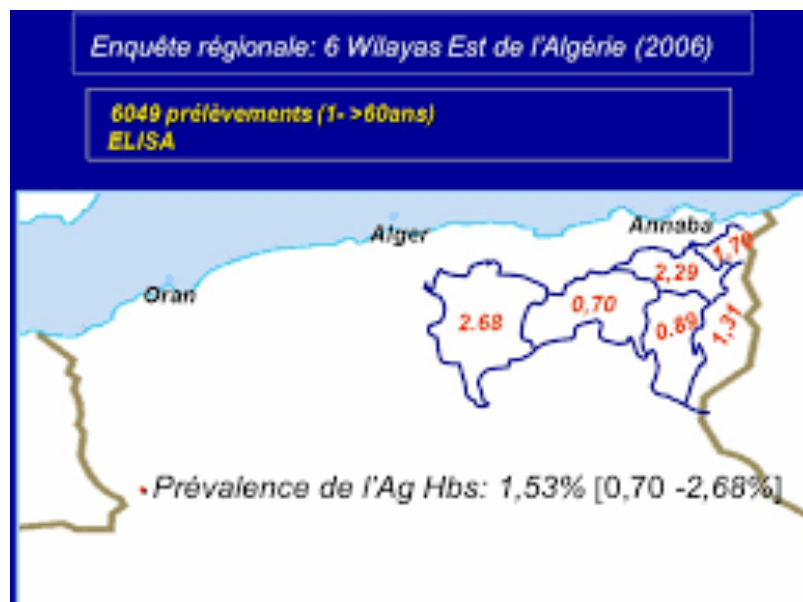 Enquête régionale: 6 Wilayas Est de l'Algérie (2006)
6049 prélèvements (1- >60ans)
ELISA
Annaba
Alger
Oran
1,70
2,29
0,70
2.68
0.89
1,31
Prévalence de l'Ag Hbs: 1,53% [0,70 -2,68%]